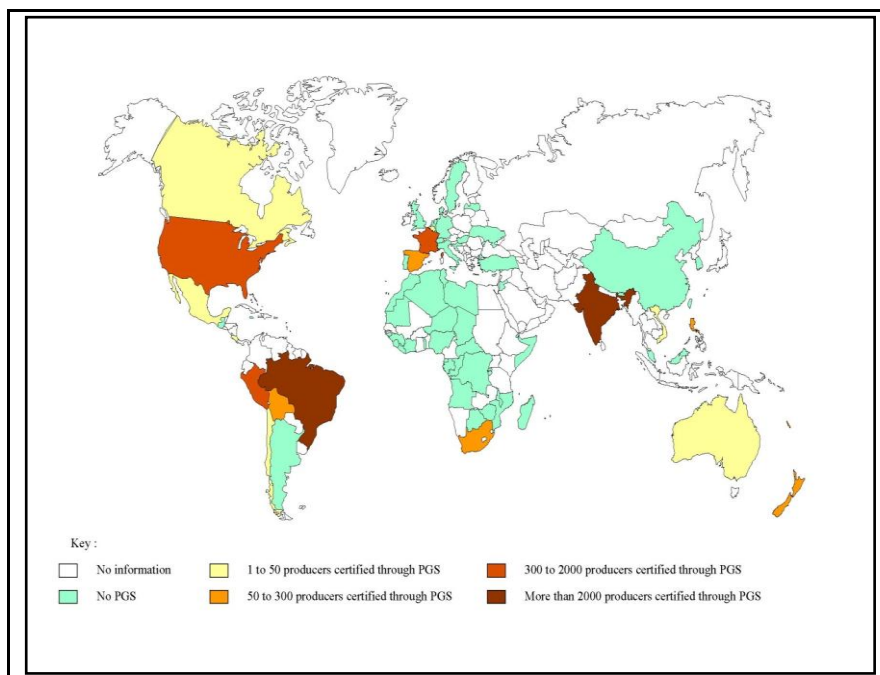 Key :
No information
1 to 50 producers certified through PGS
300 to 2000 producers certified through PGS
No PGS
50 to 300 producers certified through PGS
More than 2000 producers certified through PGS